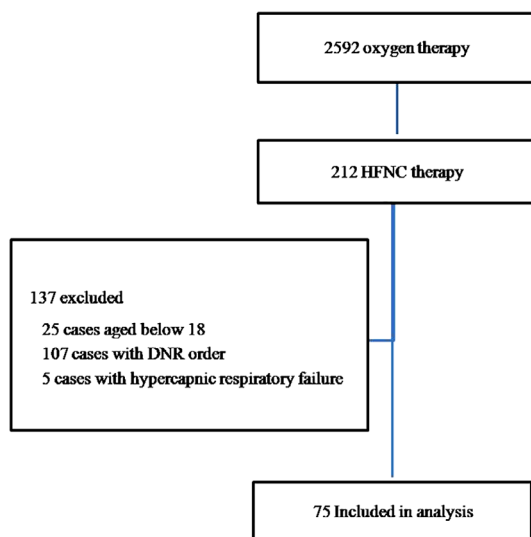 2592 oxygen therapy
212 HFNC therapy
137 excluded
25 cases aged below 18
107 cases with DNR order
5 cases with hypercapnic respiratory failure
75 Included in analysis